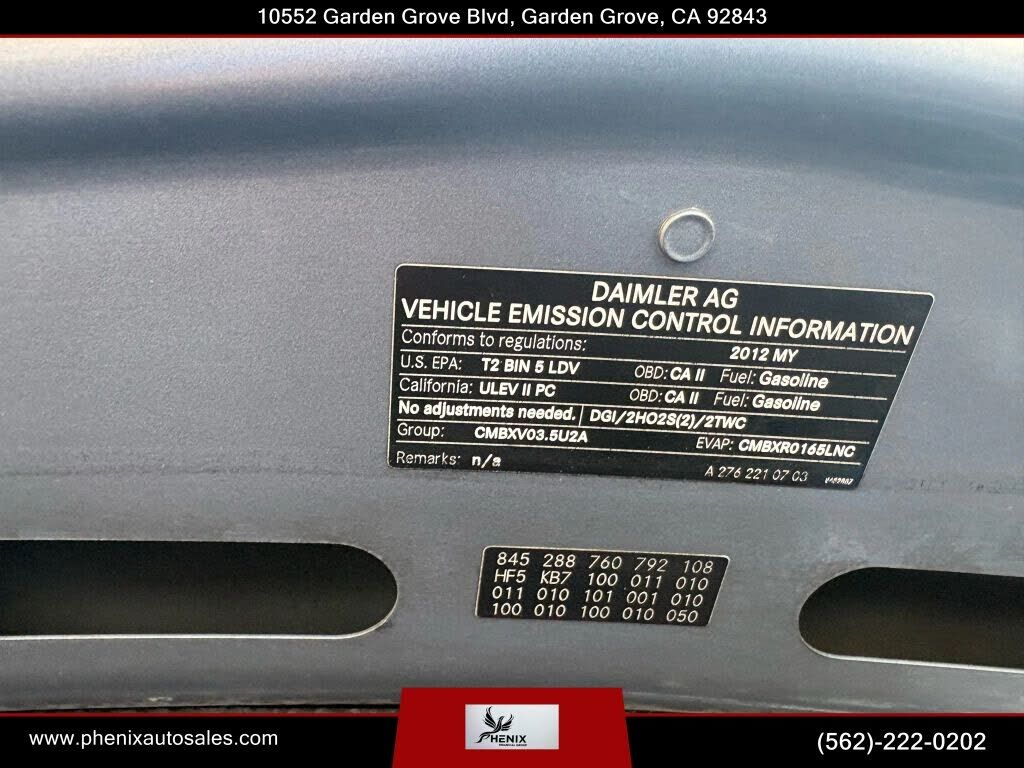 10552 Garden Grove Blvd, Garden Grove, CA 92843
DAIMLER AG
VEHICLE EMISSION CONTROL INFORMATION
Conforms to regulations: 2012 MY
U.S. EPA: T2 BIN 5 LDV OBD: CA II Fuel: Gasoline
California: ULEV II PC OBD: CA II Fuel: Gasoline
No adjustments needed. DGI/2HO2S(2)/2TWC
Group: CMBXV03.5U2A EVAP: CMBXR0165LNC
Remarks: n/a A 276 221 07 03
845 288 760 792 108
HF5 KB7 100 011 010
011 010 101 001 010
100 010 100 010 050
www.phenixautosales.com
PHENIX
FINANCIAL GROUP
(562)-222-0202